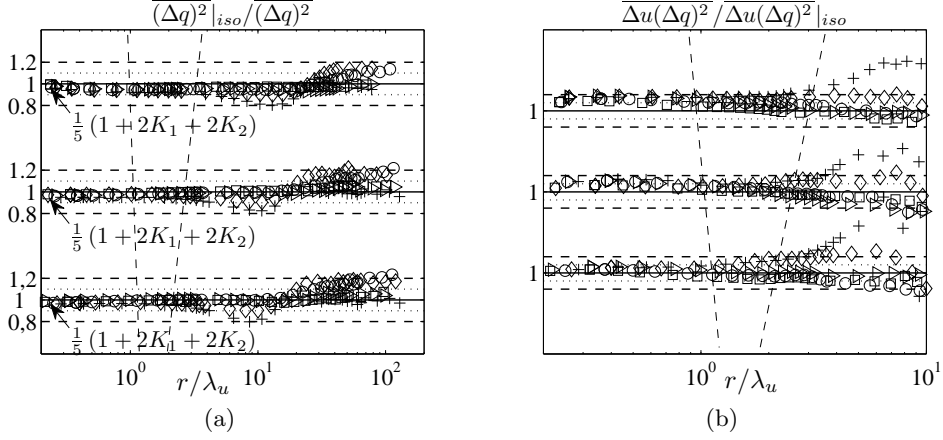 $\overline{(\Delta q)^2}|_{iso}/\overline{(\Delta q)^2}$
1.2
1
0.8
$\frac{1}{5}(1+2K_1+2K_2)$
1.2
1
0.8
$\frac{1}{5}(1+2K_1+2K_2)$
1.2
1
0.8
$\frac{1}{5}(1+2K_1+2K_2)$
$10^0$ $10^1$ $10^2$
$r/\lambda_u$
(a)
$\overline{\Delta u(\Delta q)^2}/\overline{\Delta u(\Delta q)^2}|_{iso}$
1
1
1
$10^0$ $10^1$
$r/\lambda_u$
(b)